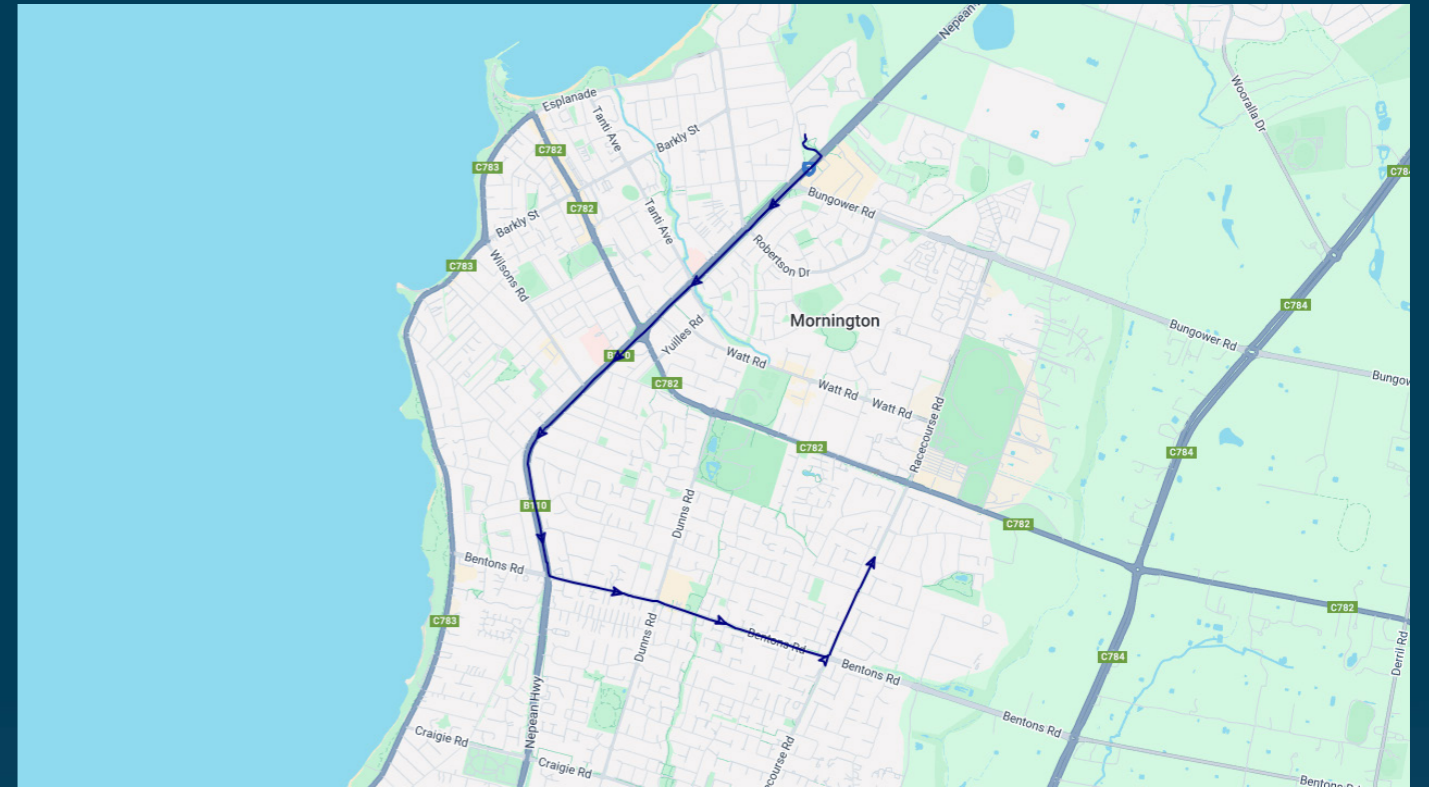 Nepean
Esplanade
Tanti Ave
Barkly St
C782
C783
Wooralla Dr
C784
Bungower Rd
C782
Tanti Ave
Barkly St
Robertson Dr
C783
Wilsons Rd
C784
Mornington
Yuilles Rd
Bungower Rd
Watt Rd
C782
Watt Rd
Watt Rd
Racecourse Rd
C782
C784
B110
Dunns Rd
C782
Bentons Rd
C782
C783
Dunns Rd
Bentons Rd
C784
Derril Rd
Bentons Rd
Nepean Hwy
Bentons Rd
Craigie Rd
Craigie Rd